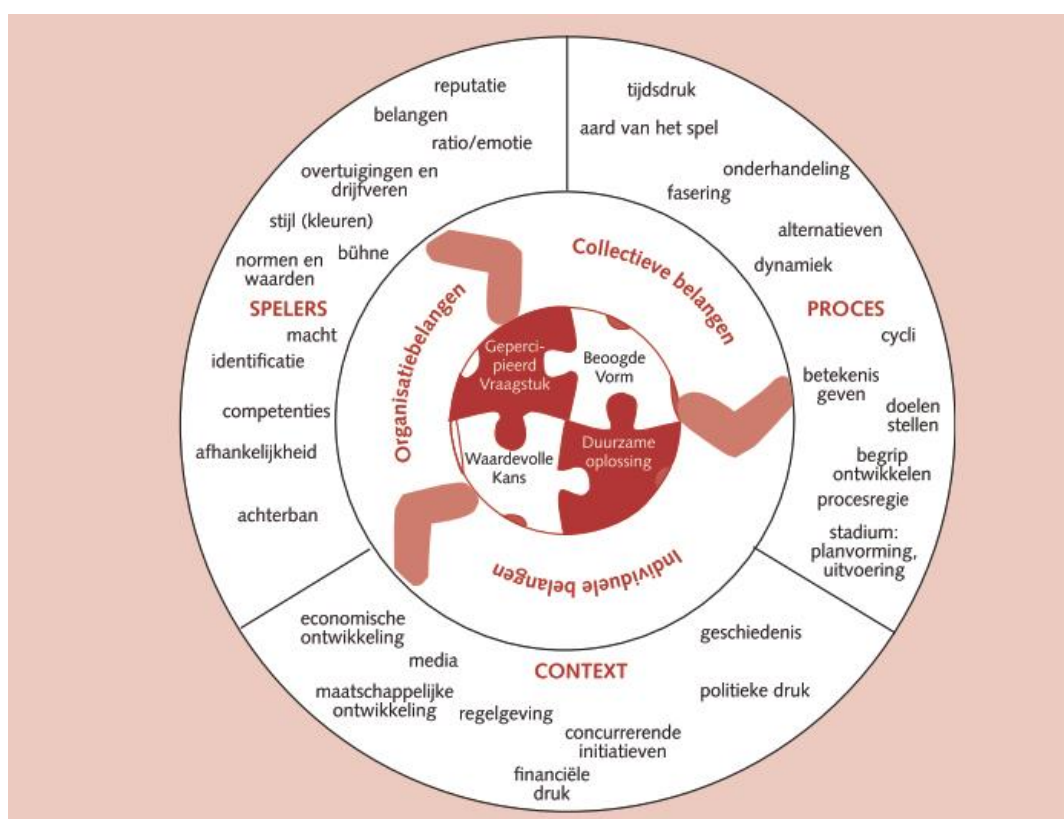 reputatie
belangen
ratio/emotie
overtuigingen en
drijfveren
stijl (kleuren)
bühne
normen en
waarden
SPELERS
macht
identificatie
competenties
afhankelijkheid
achterban
tijdsdruk
aard van het spel
onderhandeling
fasering
alternatieven
dynamiek
PROCES
cycli
betekenis
geven
doelen
stellen
begrip
ontwikkelen
procesregie
stadium:
planvorming,
uitvoering
Organisatiebelangen
Collectieve belangen
Individuele belangen
Geperci-
pieerd
Vraagstuk
Beoogde
Vorm
Waardevolle
Kans
Duurzame
oplossing
economische
ontwikkeling
media
maatschappelijke
ontwikkeling
CONTEXT
regelgeving
concurrerende
initiatieven
financiële
druk
geschiedenis
politieke druk